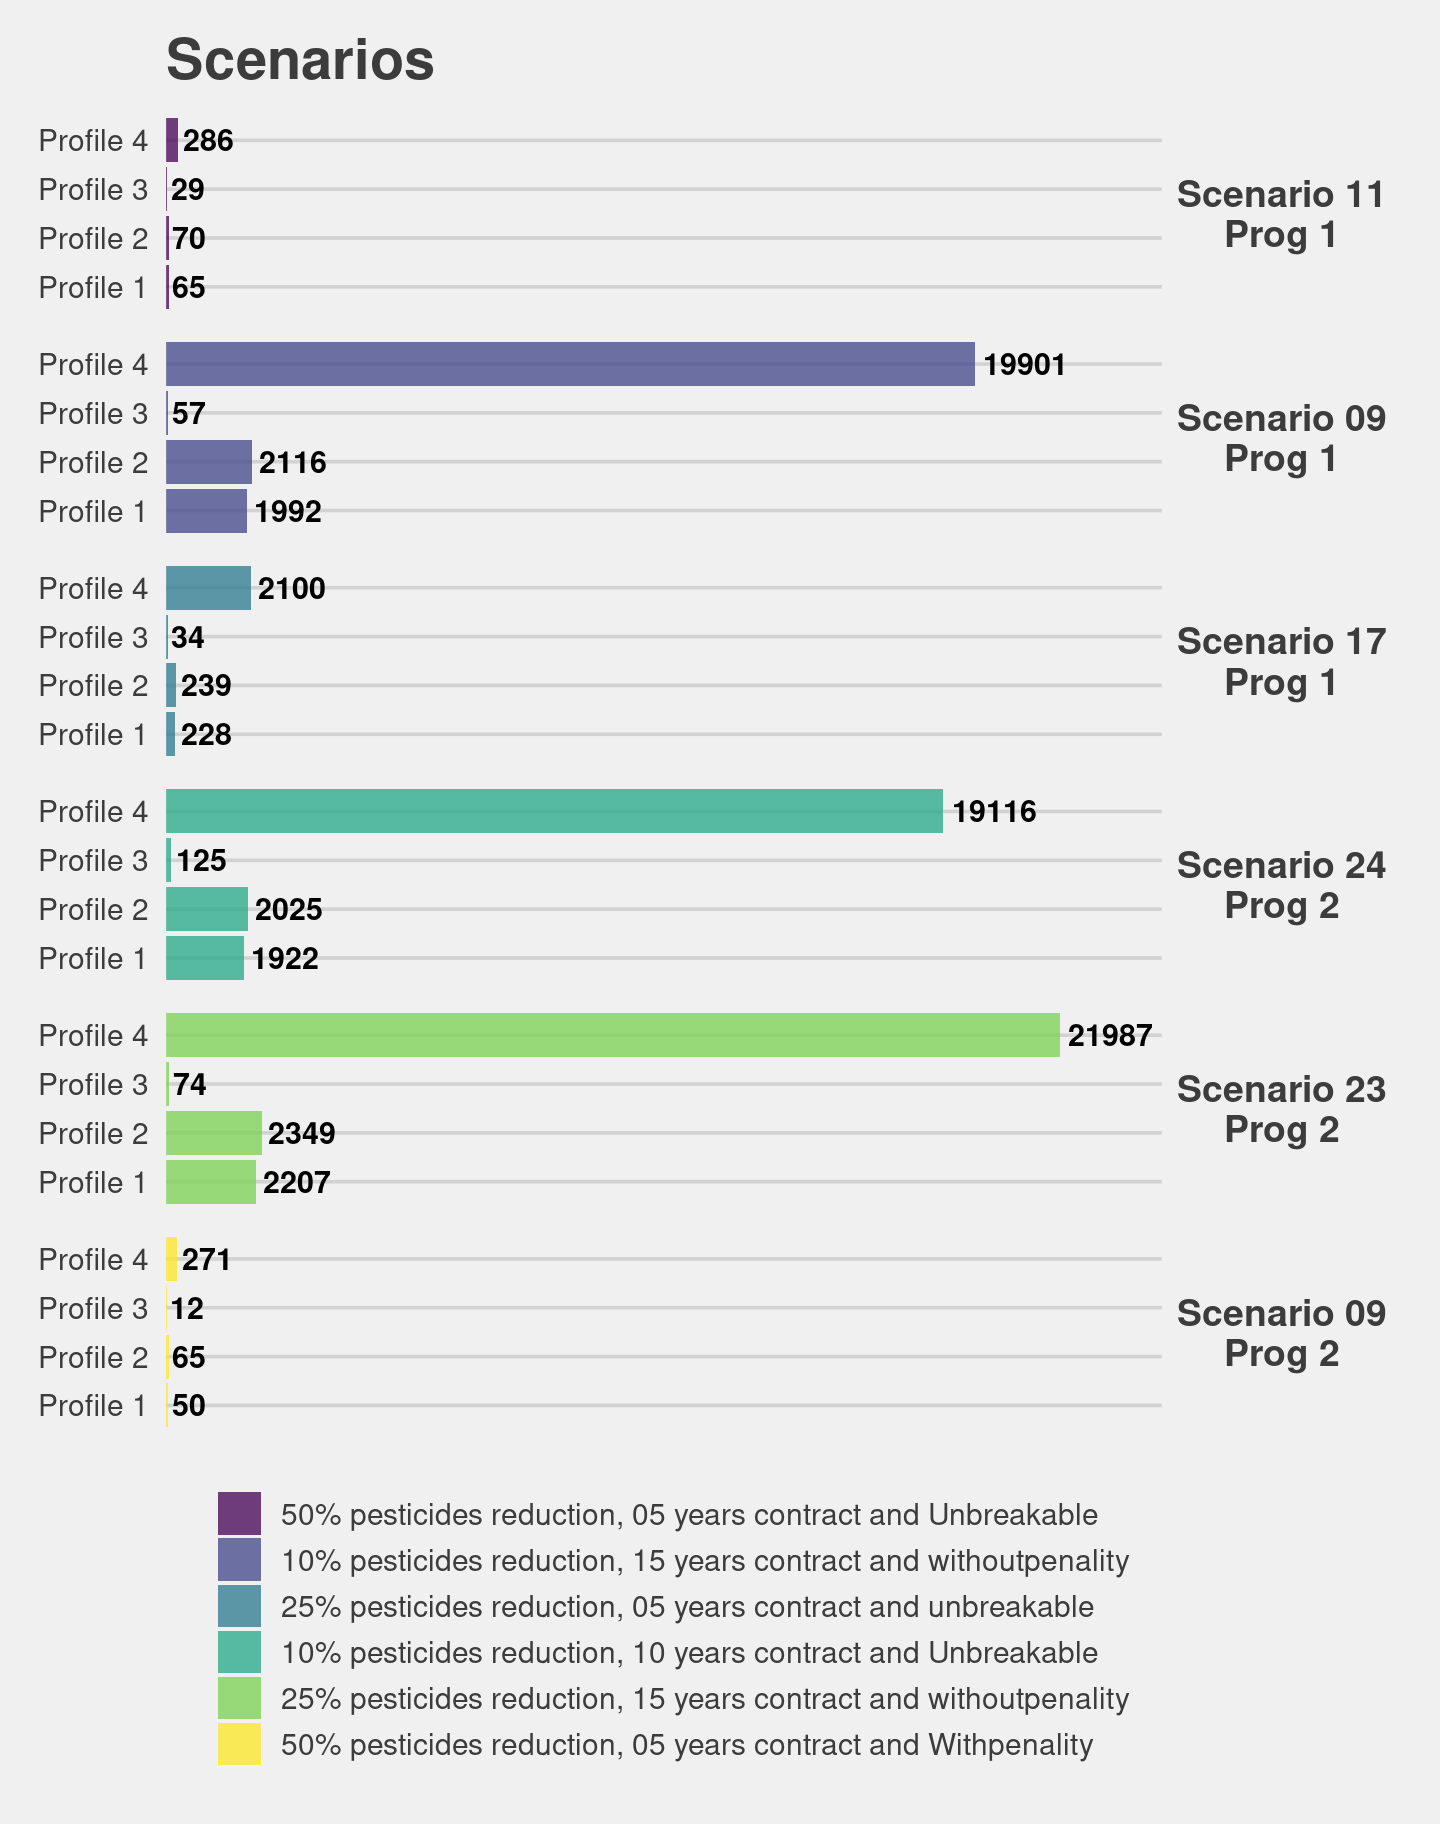 Scenarios
Profile 4 286
Profile 3 29
Profile 2 70
Profile 1 65
Scenario 11
Prog 1
Profile 4 19901
Profile 3 57
Profile 2 2116
Profile 1 1992
Scenario 09
Prog 1
Profile 4 2100
Profile 3 34
Profile 2 239
Profile 1 228
Scenario 17
Prog 1
Profile 4 19116
Profile 3 125
Profile 2 2025
Profile 1 1922
Scenario 24
Prog 2
Profile 4 21987
Profile 3 74
Profile 2 2349
Profile 1 2207
Scenario 23
Prog 2
Profile 4 271
Profile 3 12
Profile 2 65
Profile 1 50
Scenario 09
Prog 2
50% pesticides reduction, 05 years contract and Unbreakable
10% pesticides reduction, 15 years contract and withoutpenality
25% pesticides reduction, 05 years contract and unbreakable
10% pesticides reduction, 10 years contract and Unbreakable
25% pesticides reduction, 15 years contract and withoutpenality
50% pesticides reduction, 05 years contract and Withpenality